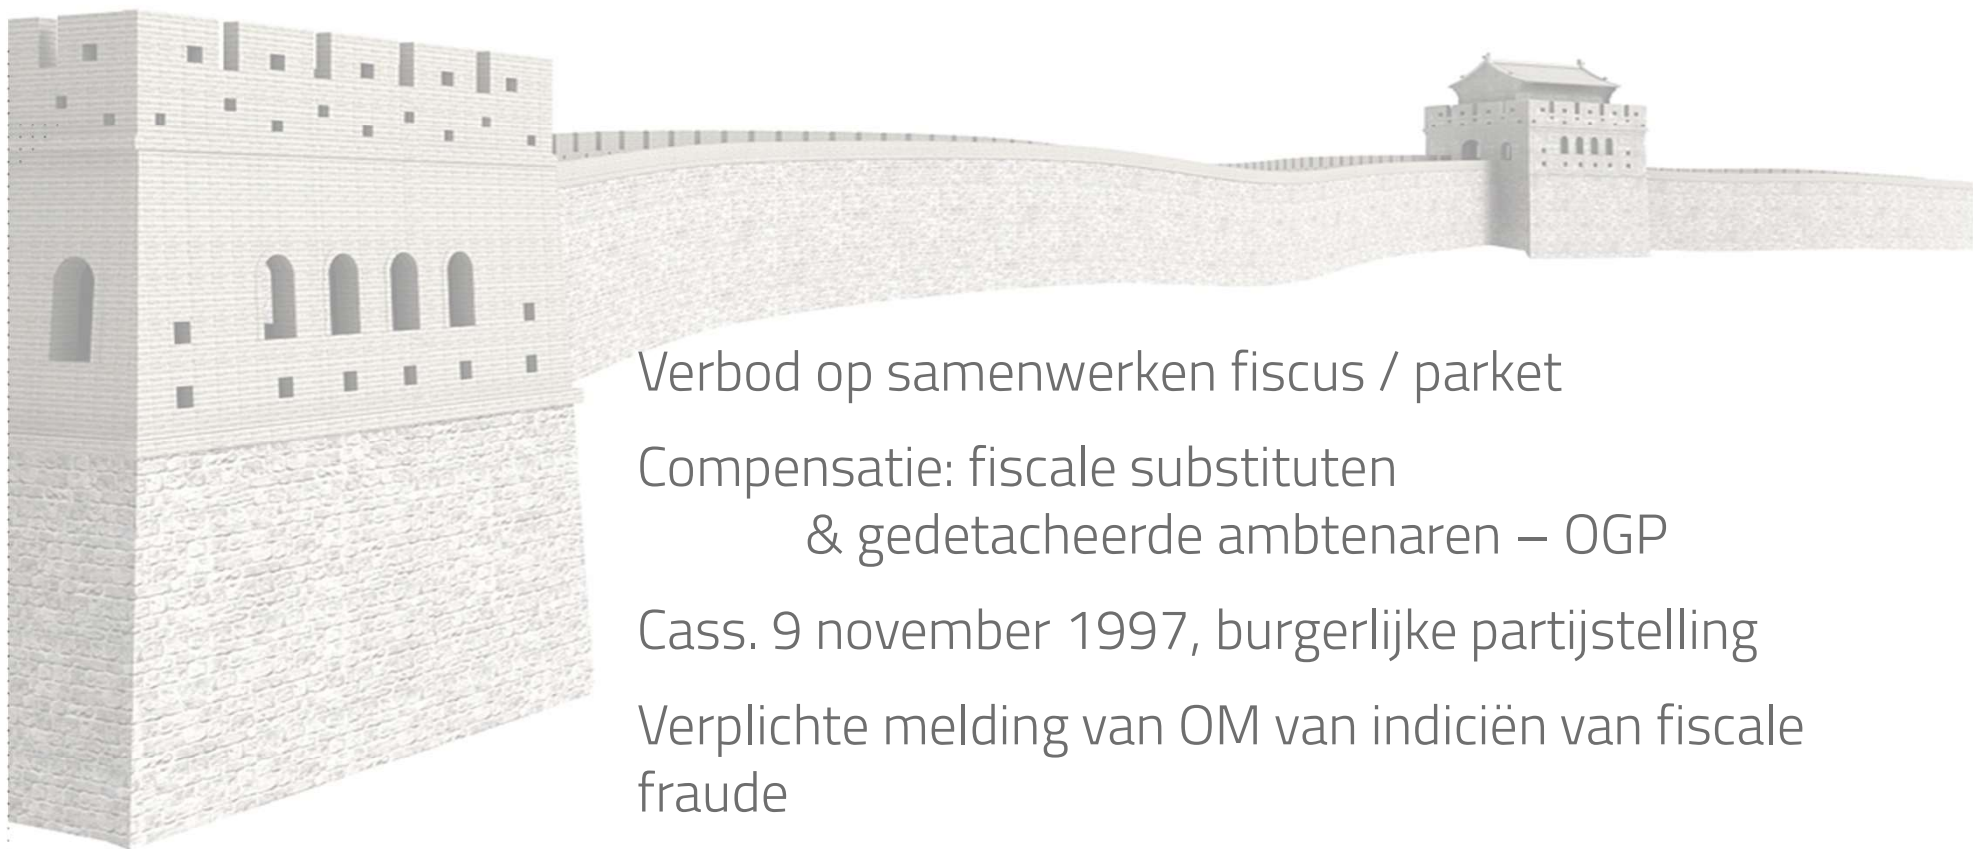 Verbod op samenwerken fiscus / parket
Compensatie: fiscale substituten
& gedetacheerde ambtenaren – OGP
Cass. 9 november 1997, burgerlijke partijstelling
Verplichte melding van OM van indiciën van fiscale
fraude